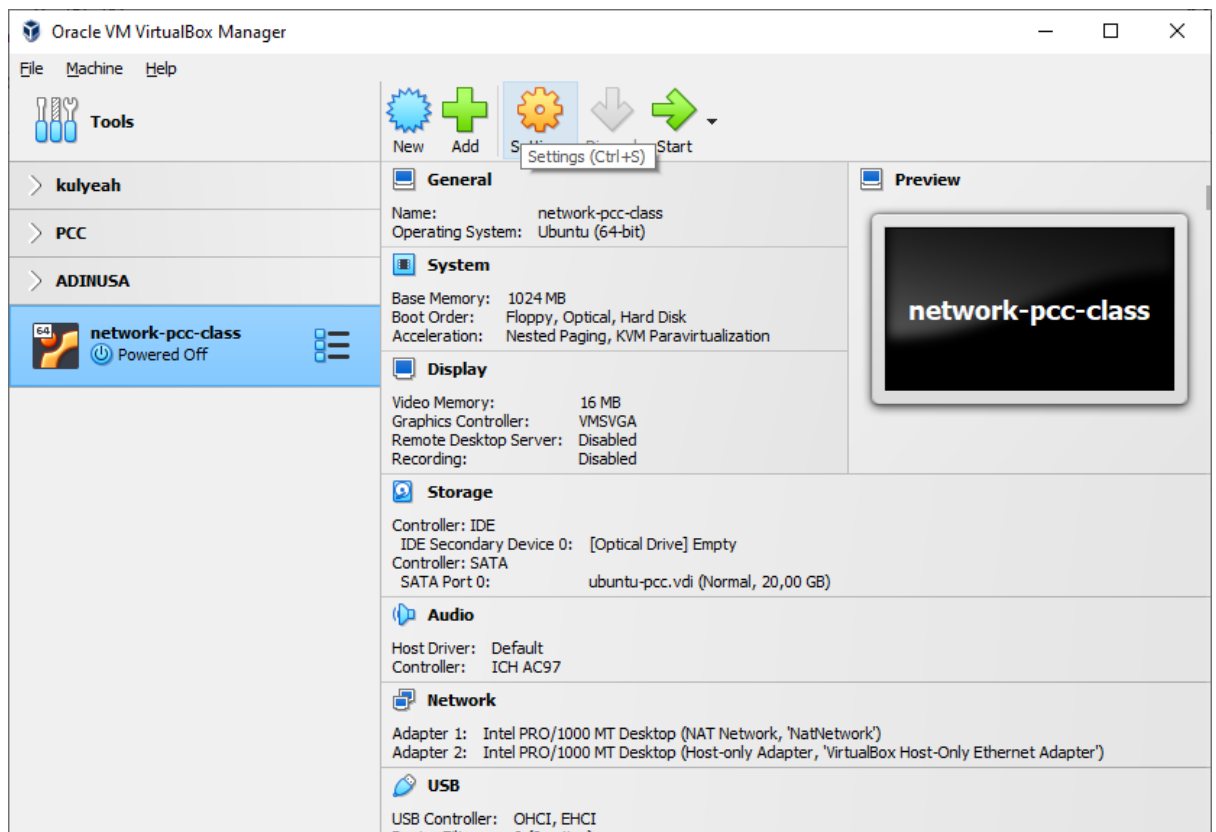 Oracle VM VirtualBox Manager
File Machine Help
Tools
New Add Start
Settings (Ctrl+S)
kulyeah
PCC
ADINUSA
64
network-pcc-class
Powered Off
General
Name: network-pcc-class
Operating System: Ubuntu (64-bit)
Preview
network-pcc-class
System
Base Memory: 1024 MB
Boot Order: Floppy, Optical, Hard Disk
Acceleration: Nested Paging, KVM Paravirtualization
Display
Video Memory: 16 MB
Graphics Controller: VMSVGA
Remote Desktop Server: Disabled
Recording: Disabled
Storage
Controller: IDE
IDE Secondary Device 0: [Optical Drive] Empty
Controller: SATA
SATA Port 0: ubuntu-pcc.vdi (Normal, 20,00 GB)
Audio
Host Driver: Default
Controller: ICH AC97
Network
Adapter 1: Intel PRO/1000 MT Desktop (NAT Network, 'NatNetwork')
Adapter 2: Intel PRO/1000 MT Desktop (Host-only Adapter, 'VirtualBox Host-Only Ethernet Adapter')
USB
USB Controller: OHCI, EHCI